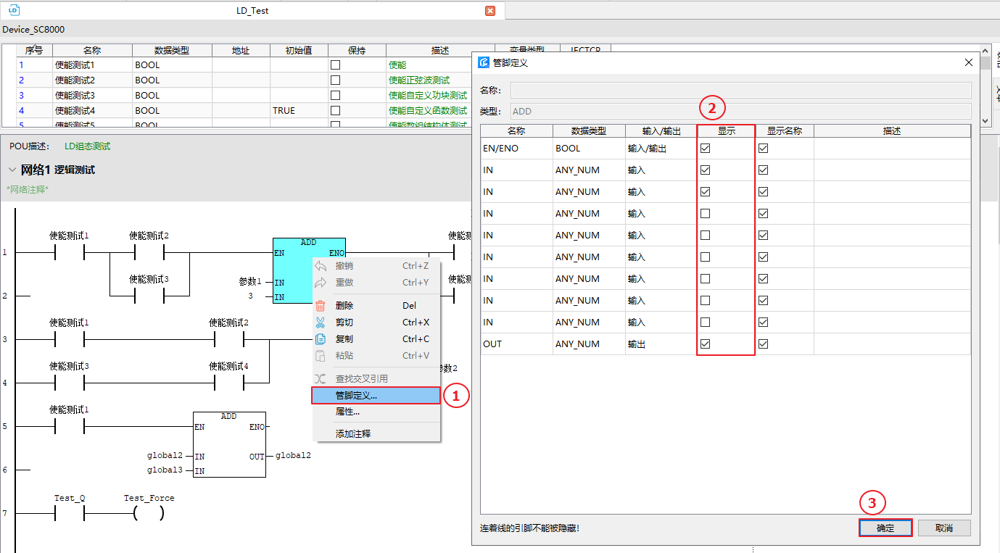 LD_Test
Device_SC8000
序号 名称 数据类型 地址 初始值 保持 描述 变量类型
1 使能测试1 BOOL 使能
2 使能测试2 BOOL 使能正弦波测试
3 使能测试3 BOOL 使能自定义功块测试
4 使能测试4 BOOL TRUE 使能自定义函数测试
5 使能测试5 BOOL 使能数组结构体测试
POU描述: LD组态测试
网络1 逻辑测试
*网络注释*
使能测试1 使能测试2 ADD
1 EN ENO
使能测试3 参数1 IN
2 3 IN
使能测试1 使能测试2
3
使能测试3 使能测试4
4 参数2
使能测试1 ADD
5 EN ENO
global2 IN OUT global2
6 global3 IN
Test_Q Test_Force
7 ( )
撤销 Ctrl+Z
重做 Ctrl+Y
删除 Del
剪切 Ctrl+X
复制 Ctrl+C
粘贴 Ctrl+V
查找交叉引用
管脚定义... 1
属性...
添加注释
管脚定义
名称:
类型: ADD
2
名称 数据类型 输入/输出 显示 显示名称 描述
EN/ENO BOOL 输入/输出
IN ANY_NUM 输入
IN ANY_NUM 输入
IN ANY_NUM 输入
IN ANY_NUM 输入
IN ANY_NUM 输入
IN ANY_NUM 输入
IN ANY_NUM 输入
IN ANY_NUM 输入
OUT ANY_NUM 输出
3
连着线的引脚不能被隐藏! 确定 取消